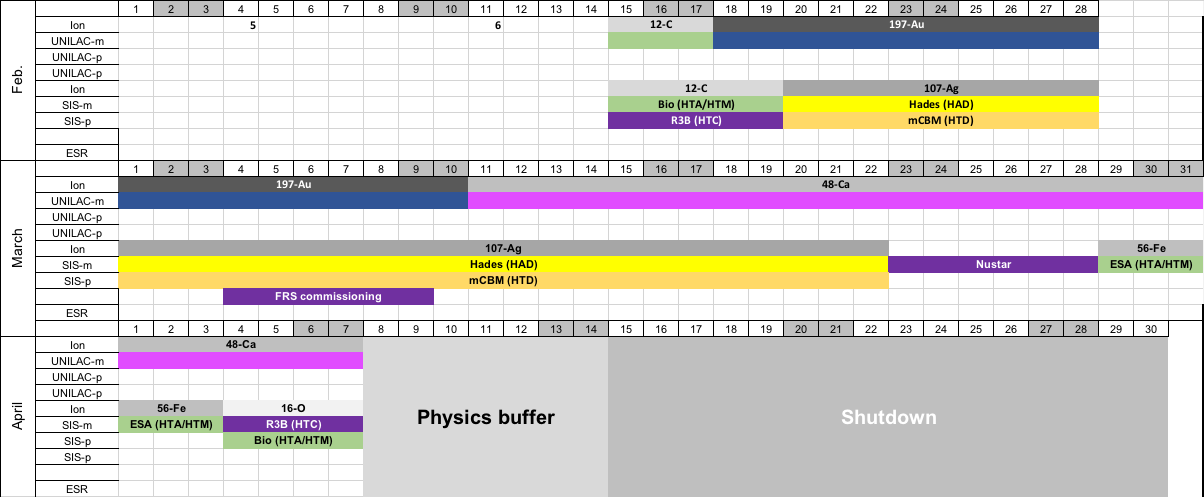 1 2 3 4 5 6 7 8 9 10 11 12 13 14 15 16 17 18 19 20 21 22 23 24 25 26 27 28
Feb.
Ion 5 6 12-C 197-Au
UNILAC-m
UNILAC-p
UNILAC-p
Ion 12-C 107-Ag
SIS-m Bio (HTA/HTM) Hades (HAD)
SIS-p R3B (HTC) mCBM (HTD)
ESR
1 2 3 4 5 6 7 8 9 10 11 12 13 14 15 16 17 18 19 20 21 22 23 24 25 26 27 28 29 30 31
March
Ion 197-Au 48-Ca
UNILAC-m
UNILAC-p
UNILAC-p
Ion 107-Ag 56-Fe
SIS-m Hades (HAD) Nustar ESA (HTA/HTM)
SIS-p mCBM (HTD)
FRS commissioning
ESR
1 2 3 4 5 6 7 8 9 10 11 12 13 14 15 16 17 18 19 20 21 22 23 24 25 26 27 28 29 30
April
Ion 48-Ca
UNILAC-m
UNILAC-p
UNILAC-p
Ion 56-Fe 16-O
SIS-m ESA (HTA/HTM) R3B (HTC) Physics buffer Shutdown
SIS-p Bio (HTA/HTM)
ESR